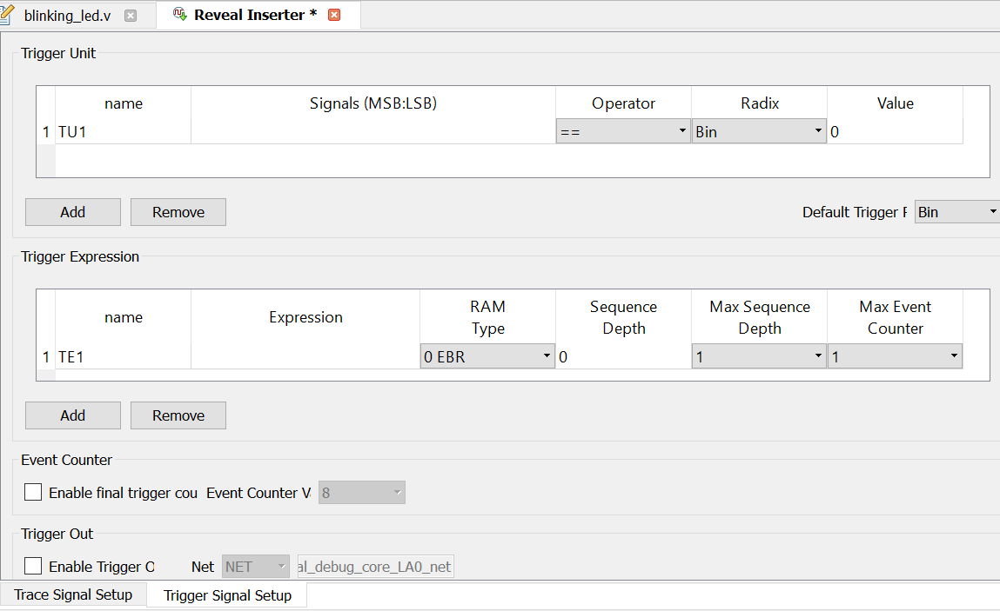 blinking_led.v
Reveal Inserter *
Trigger Unit
name Signals (MSB:LSB) Operator Radix Value
1 TU1 == Bin 0
Add Remove Default Trigger F Bin
Trigger Expression
name Expression RAM Type Sequence Depth Max Sequence Depth Max Event Counter
1 TE1 0 EBR 0 1 1
Add Remove
Event Counter
Enable final trigger cou Event Counter Va 8
Trigger Out
Enable Trigger O Net NET al_debug_core_LA0_net
Trace Signal Setup Trigger Signal Setup